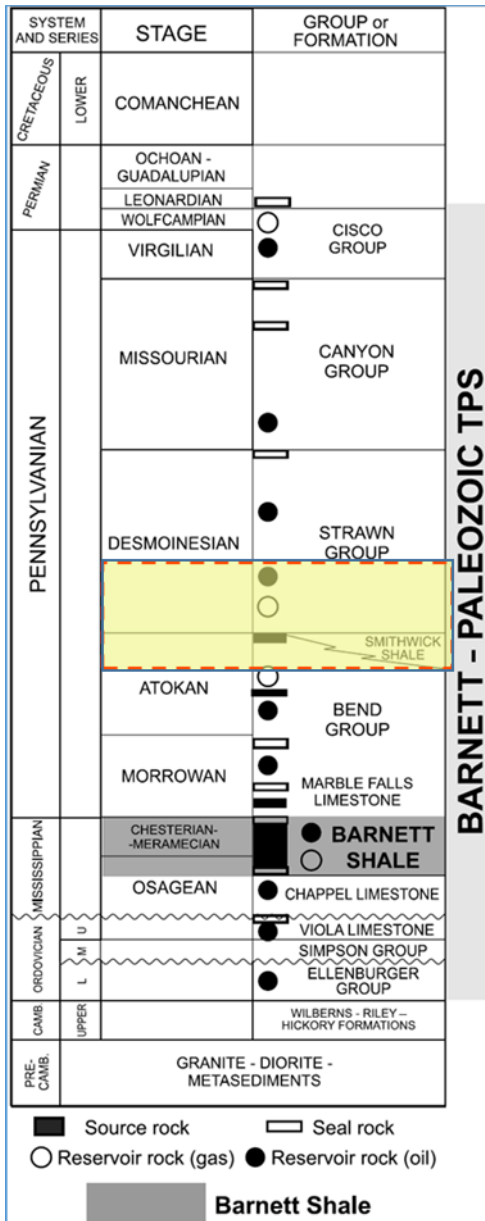 SYSTEM
AND SERIES
STAGE
GROUP or
FORMATION
CRETACEOUS
LOWER
COMANCHEAN
PERMIAN
OCHOAN -
GUADALUPIAN
LEONARDIAN
WOLFCAMPIAN
CISCO
GROUP
PENNSYLVANIAN
VIRGILIAN
MISSOURIAN
CANYON
GROUP
DESMOINESIAN
STRAWN
GROUP
SMITHWICK
SHALE
ATOKAN
BEND
GROUP
MORROWAN
MARBLE FALLS
LIMESTONE
MISSISSIPPIAN
CHESTERIAN-
-MERAMECIAN
BARNETT
SHALE
OSAGEAN
CHAPPEL LIMESTONE
ORDOVICIAN
U
VIOLA LIMESTONE
M
SIMPSON GROUP
L
ELLENBURGER
GROUP
CAMB.
UPPER
WILBERNS - RILEY –
HICKORY FORMATIONS
PRE-
CAMB.
GRANITE - DIORITE -
METASEDIMENTS
BARNETT - PALEOZOIC TPS
Source rock
Seal rock
Reservoir rock (gas)
Reservoir rock (oil)
Barnett Shale